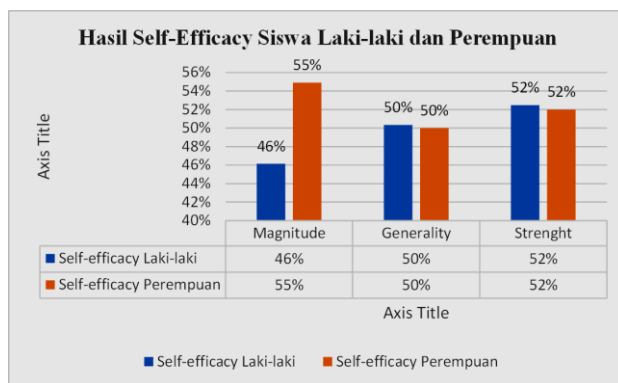 Hasil Self-Efficacy Siswa Laki-laki dan Perempuan
Axis Title
56%
54%
52%
50%
48%
46%
44%
42%
40%
46%
55%
50%
50%
52%
52%
Magnitude Generality Strenght
Self-efficacy Laki-laki 46% 50% 52%
Self-efficacy Perempuan 55% 50% 52%
Axis Title
Self-efficacy Laki-laki Self-efficacy Perempuan